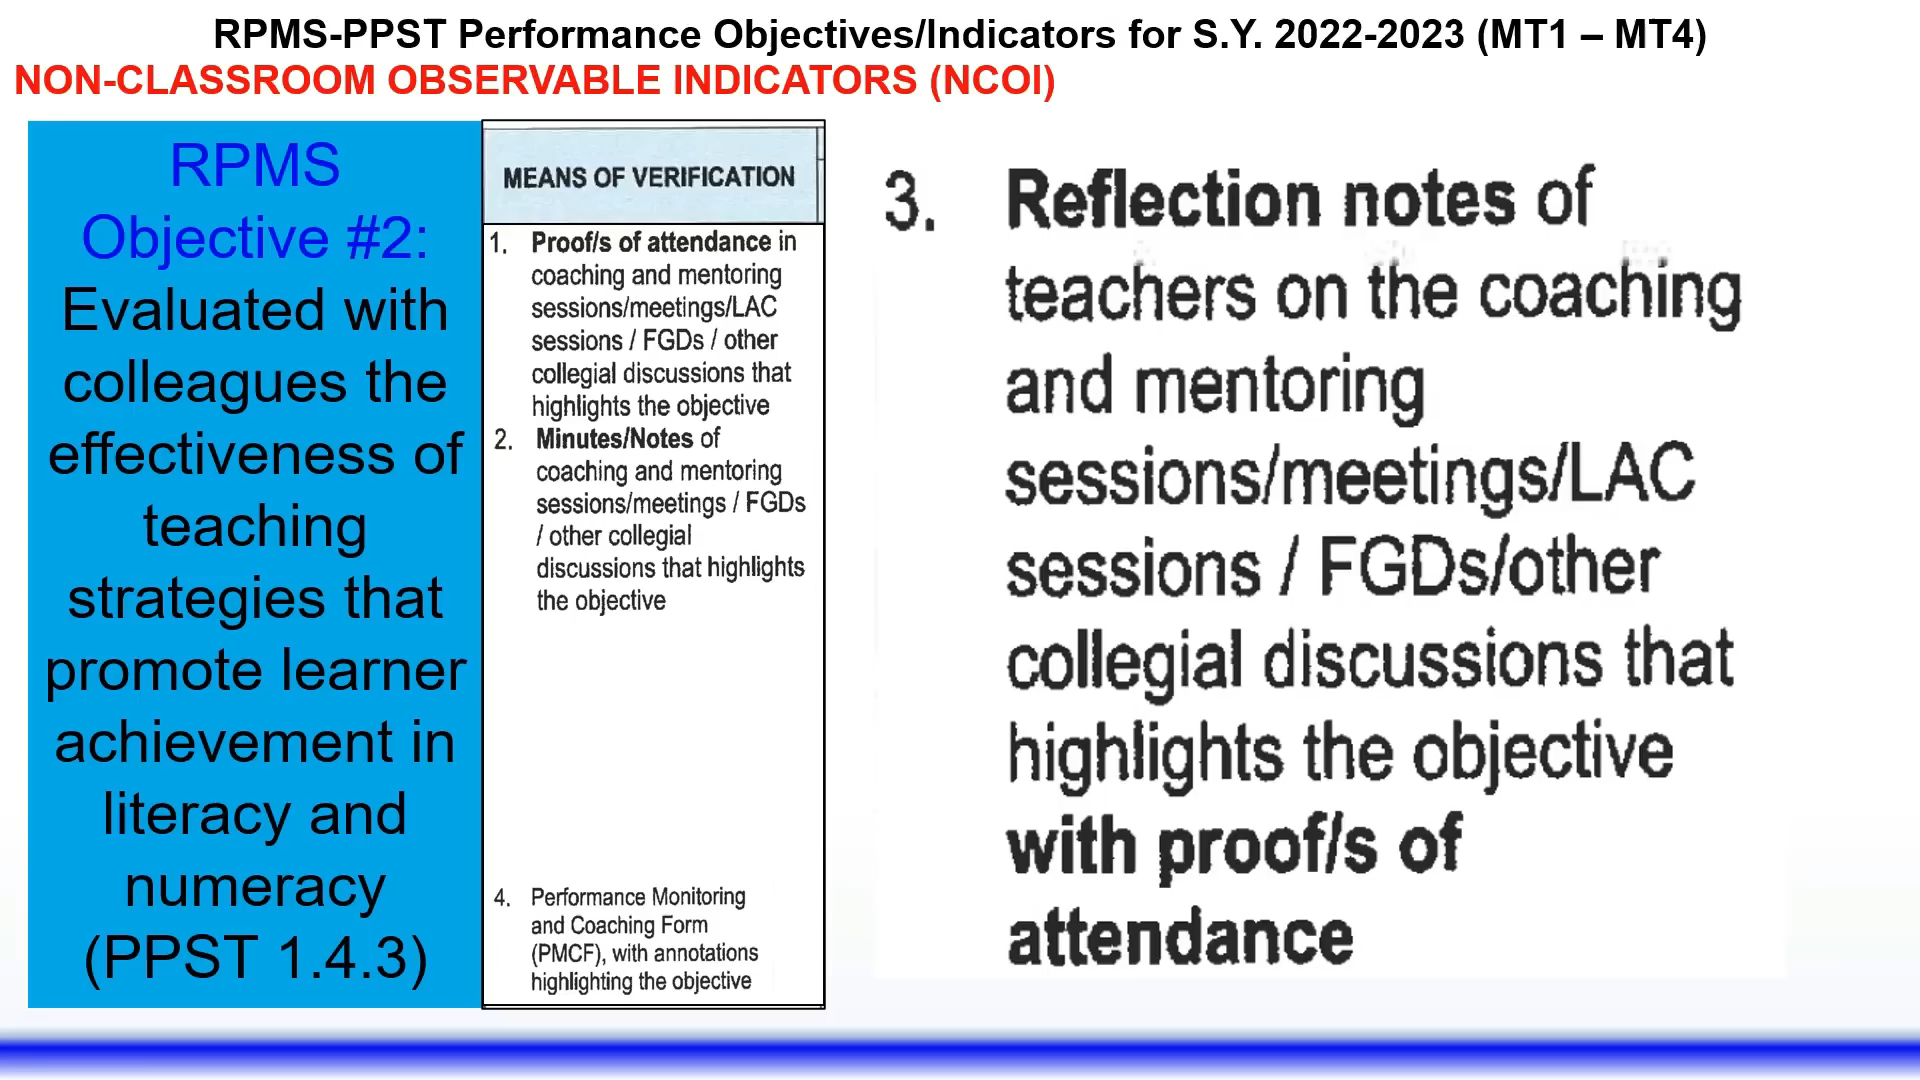 RPMS-PPST Performance Objectives/Indicators for S.Y. 2022-2023 (MT1 – MT4)
NON-CLASSROOM OBSERVABLE INDICATORS (NCOI)
RPMS
Objective #2:
Evaluated with
colleagues the
effectiveness of
teaching
strategies that
promote learner
achievement in
literacy and
numeracy
(PPST 1.4.3)
MEANS OF VERIFICATION
1. Proof/s of attendance in
coaching and mentoring
sessions/meetings/LAC
sessions / FGDs / other
collegial discussions that
highlights the objective
2. Minutes/Notes of
coaching and mentoring
sessions/meetings / FGDs
/ other collegial
discussions that highlights
the objective
4. Performance Monitoring
and Coaching Form
(PMCF), with annotations
highlighting the objective
3. Reflection notes of
teachers on the coaching
and mentoring
sessions/meetings/LAC
sessions / FGDs/other
collegial discussions that
highlights the objective
with proof/s of
attendance